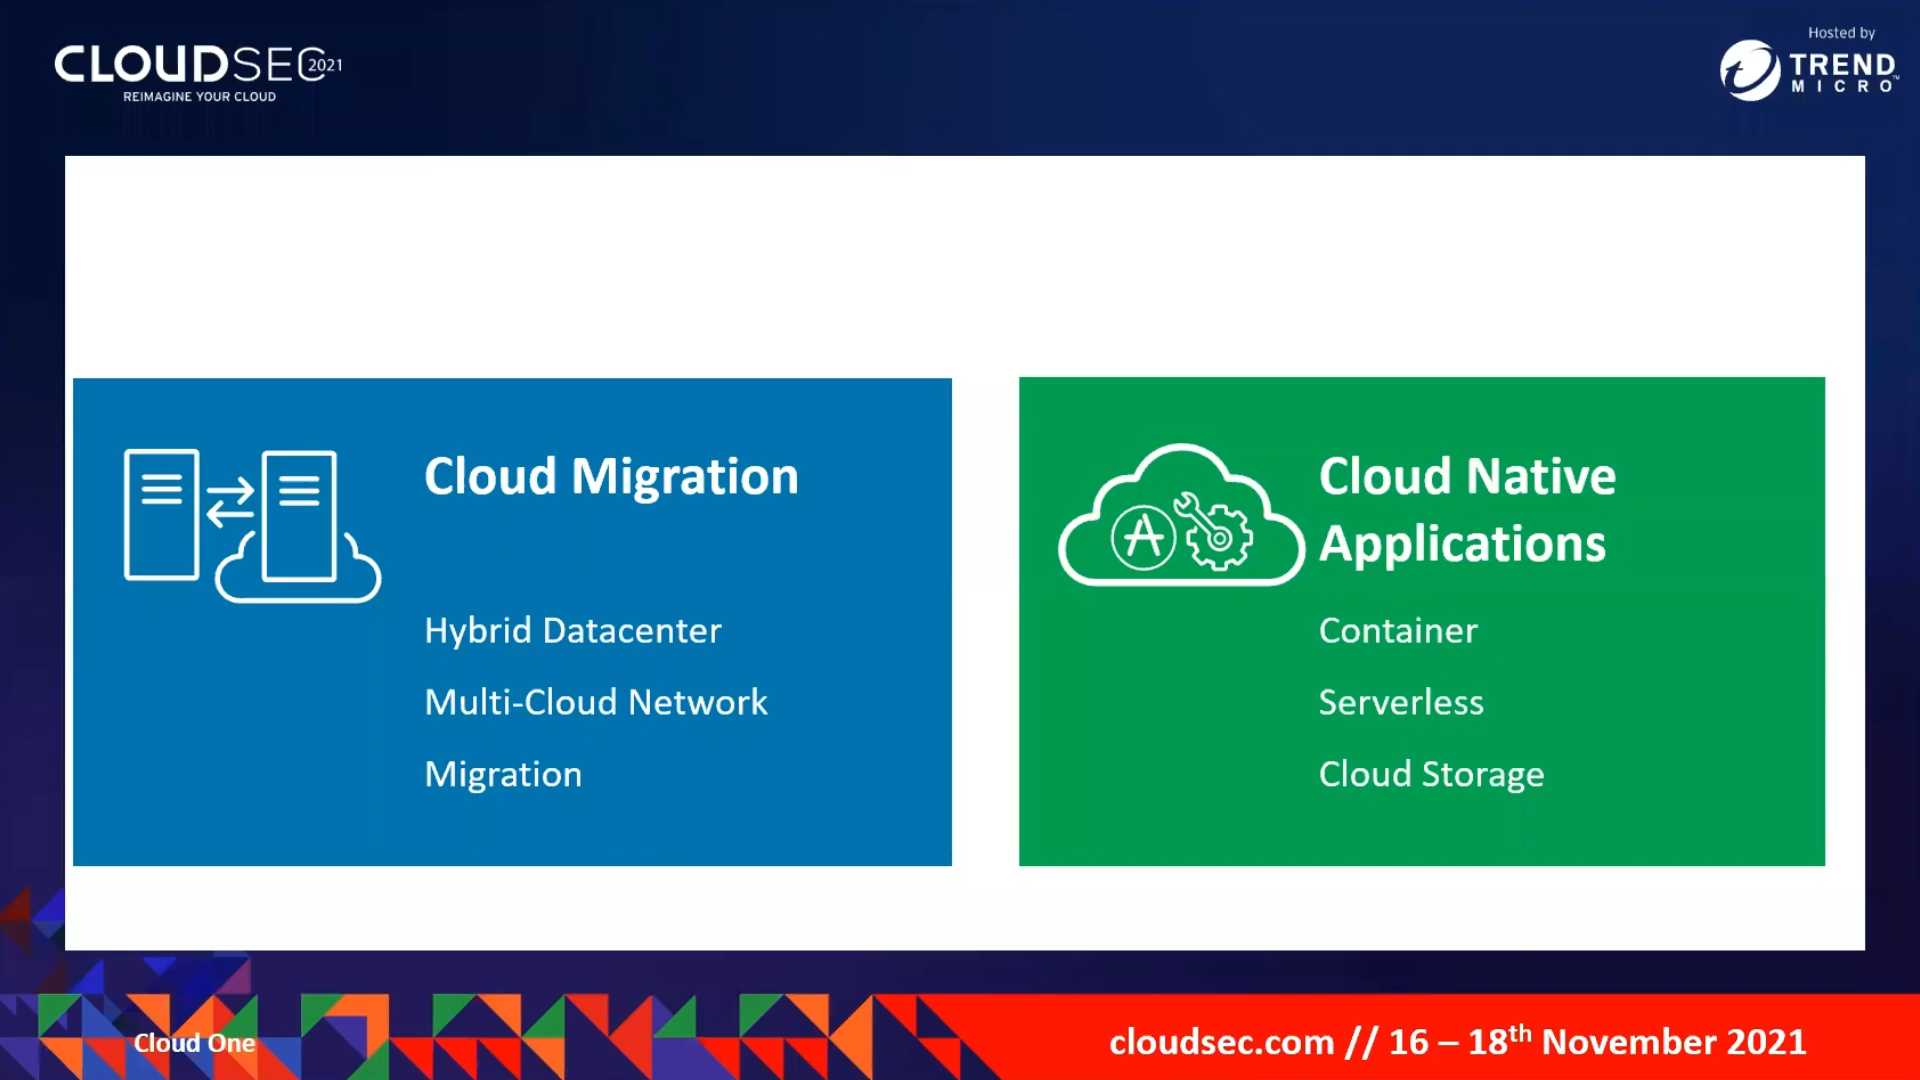 CLOUDSEC 2021
REIMAGINE YOUR CLOUD
Hosted by
TREND
MICRO™
Cloud Migration
Hybrid Datacenter
Multi-Cloud Network
Migration
Cloud Native
Applications
Container
Serverless
Cloud Storage
Cloud One
cloudsec.com // 16 – 18th November 2021